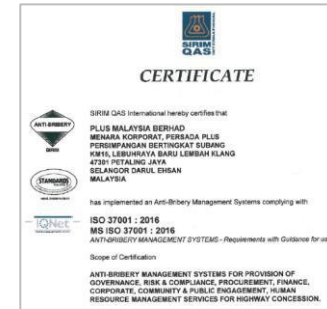 SIRIM
QAS
INTERNATIONAL
CERTIFICATE
SIRIM QAS International hereby certifies that
ANTI-BRIBERY
PLUS MALAYSIA BERHAD
MENARA KORPORAT, PERSADA PLUS
PERSIMPANGAN BERTINGKAT SUBANG
KM15, LEBUHRAYA BARU LEMBAH KLANG
47301 PETALING JAYA
SELANGOR DARUL EHSAN
MALAYSIA
STANDARDS
has implemented an Anti-Bribery Management Systems complying with
IQNet
ISO 37001 : 2016
MS ISO 37001 : 2016
ANTI-BRIBERY MANAGEMENT SYSTEMS - Requirements with Guidance for us
Scope of Certification
ANTI-BRIBERY MANAGEMENT SYSTEMS FOR PROVISION OF
GOVERNANCE, RISK & COMPLIANCE, PROCUREMENT, FINANCE,
CORPORATE, COMMUNITY & PUBLIC ENGAGEMENT, HUMAN
RESOURCE MANAGEMENT SERVICES FOR HIGHWAY CONCESSION.